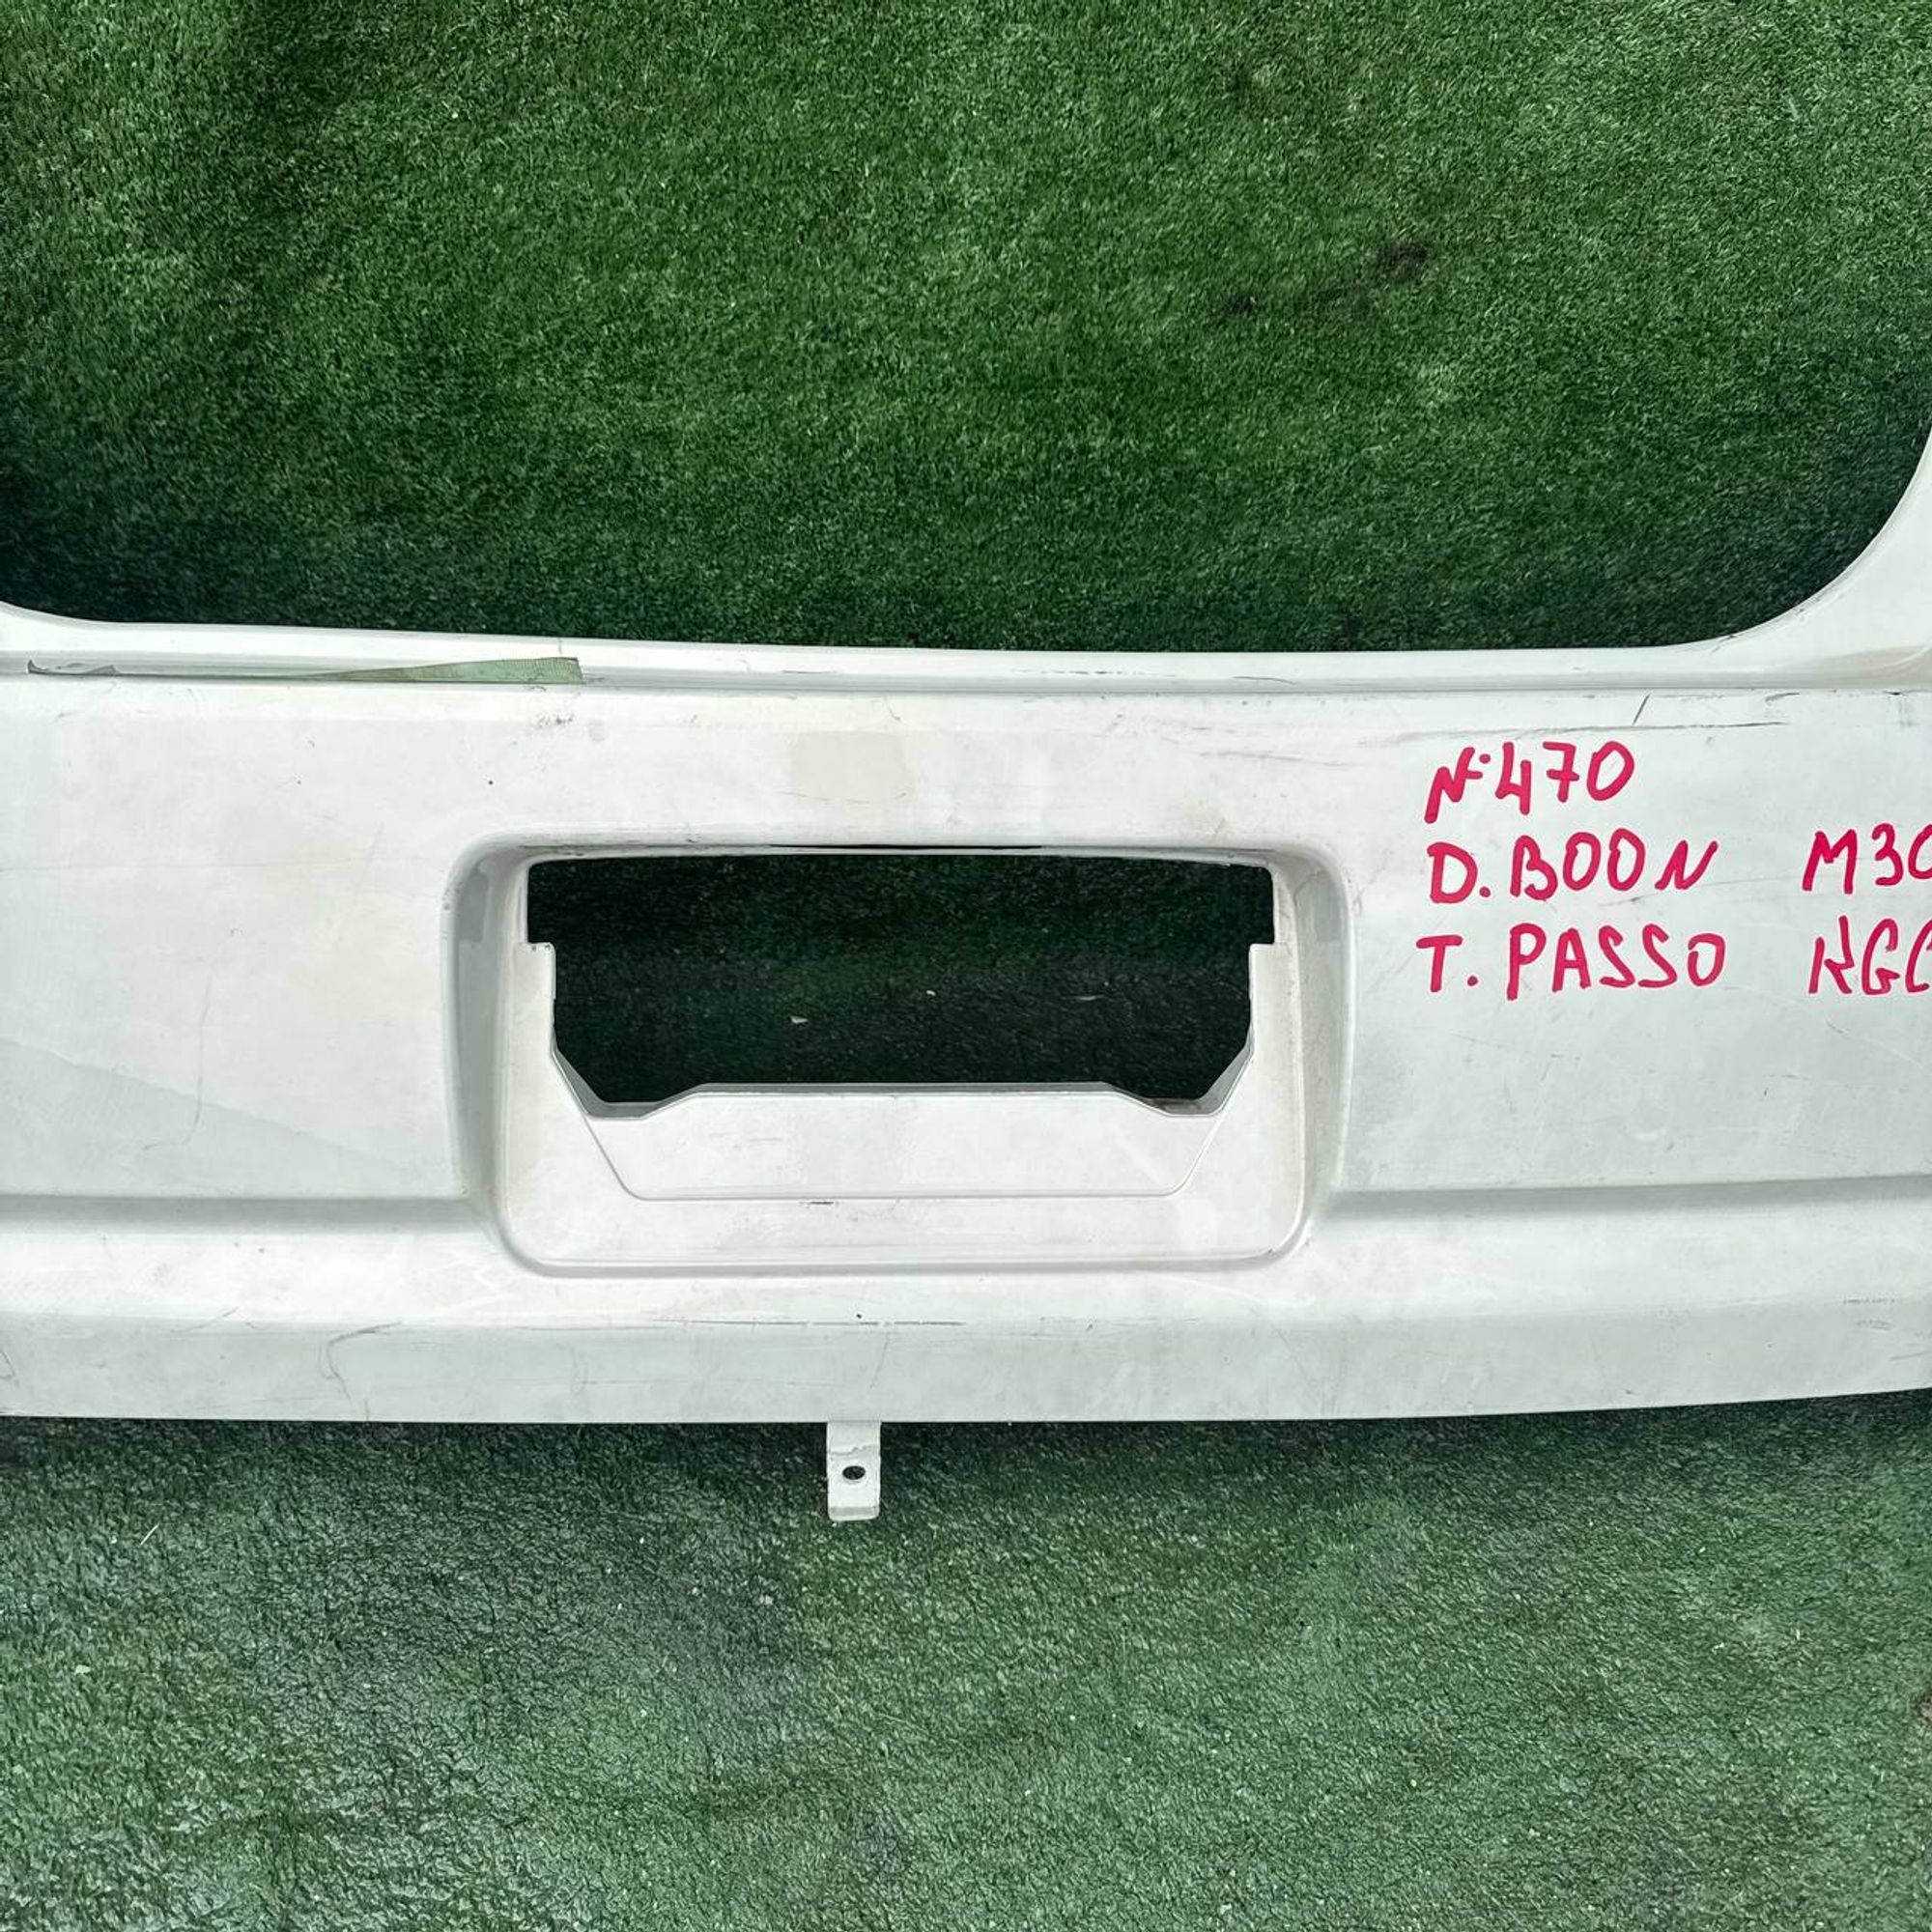 N·470
D. BOON M30
T. PASSO KGC